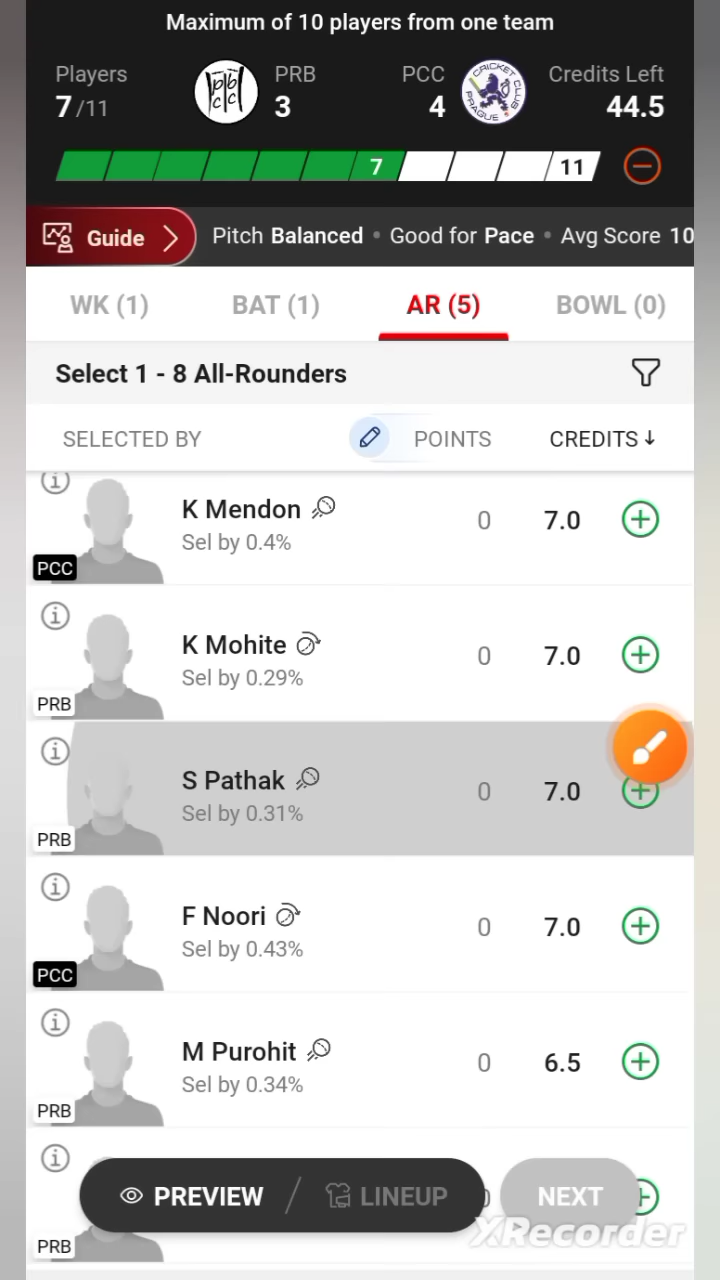 Maximum of 10 players from one team
Players PRB PCC Credits Left
7/11 3 4 44.5
7 11
Guide Pitch Balanced • Good for Pace • Avg Score 10
WK (1) BAT (1) AR (5) BOWL (0)
Select 1 - 8 All-Rounders
SELECTED BY POINTS CREDITS ↓
K Mendon 0 7.0
Sel by 0.4%
PCC
K Mohite 0 7.0
Sel by 0.29%
PRB
S Pathak 0 7.0
Sel by 0.31%
PRB
F Noori 0 7.0
Sel by 0.43%
PCC
M Purohit 0 6.5
Sel by 0.34%
PRB
PREVIEW / LINEUP NEXT
XRecorder
PRB